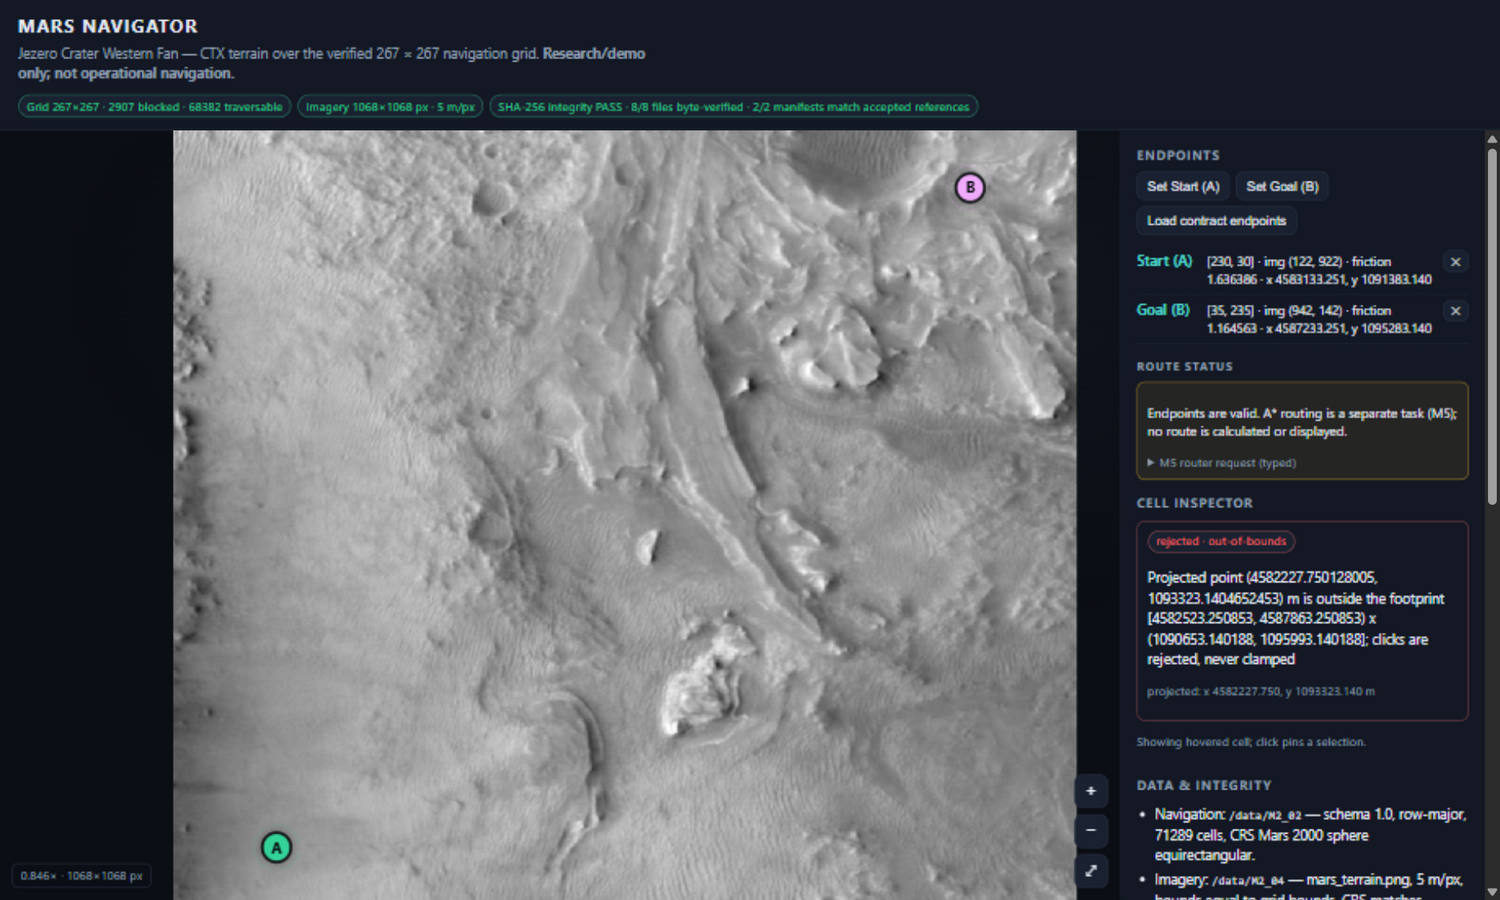 MARS NAVIGATOR
Jezero Crater Western Fan — CTX terrain over the verified 267 × 267 navigation grid. Research/demo
only; not operational navigation.
Grid 267×267 · 2907 blocked · 68382 traversable
Imagery 1068×1068 px · 5 m/px
SHA-256 integrity PASS · 8/8 files byte-verified · 2/2 manifests match accepted references
B
A
0.846× · 1068×1068 px
+
−
ENDPOINTS
Set Start (A)
Set Goal (B)
Load contract endpoints
Start (A) [230, 30] · img (122, 922) · friction
1.636386 · x 4583133.251, y 1091383.140
Goal (B) [35, 235] · img (942, 142) · friction
1.164563 · x 4587233.251, y 1095283.140
ROUTE STATUS
Endpoints are valid. A* routing is a separate task (M5);
no route is calculated or displayed.
▶ M5 router request (typed)
CELL INSPECTOR
rejected · out-of-bounds
Projected point (4582227.750128005,
1093323.1404652453) m is outside the footprint
[4582523.250853, 4587863.250853) x
(1090653.140188, 1095993.140188]; clicks are
rejected, never clamped
projected: x 4582227.750, y 1093323.140 m
Showing hovered cell; click pins a selection.
DATA & INTEGRITY
• Navigation: /data/M2_02 — schema 1.0, row-major,
71289 cells, CRS Mars 2000 sphere
equirectangular.
• Imagery: /data/M2_04 — mars_terrain.png, 5 m/px,
bounds equal to grid bounds, CRS matches